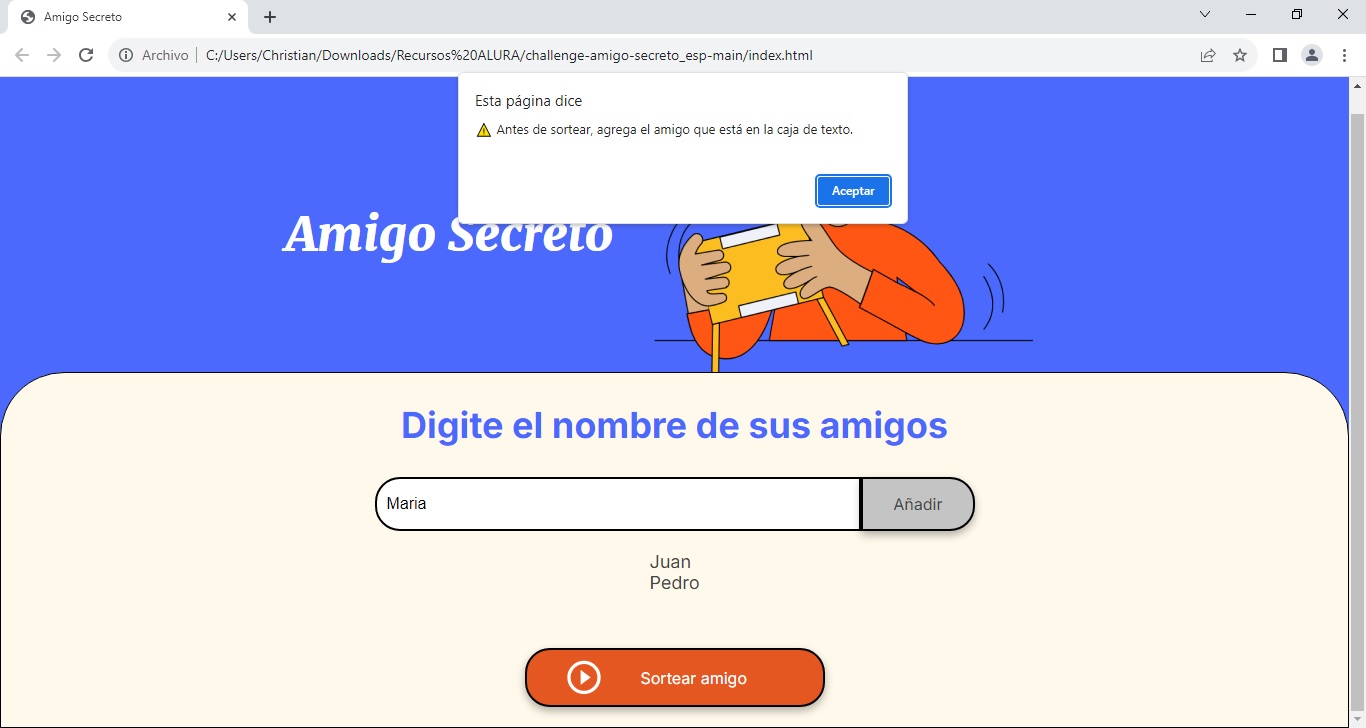 Amigo Secreto
Archivo
C:/Users/Christian/Downloads/Recursos%20ALURA/challenge-amigo-secreto_esp-main/index.html
Esta página dice
⚠ Antes de sortear, agrega el amigo que está en la caja de texto.
Aceptar
Amigo Secreto
Digite el nombre de sus amigos
Maria
Añadir
Juan
Pedro
Sortear amigo